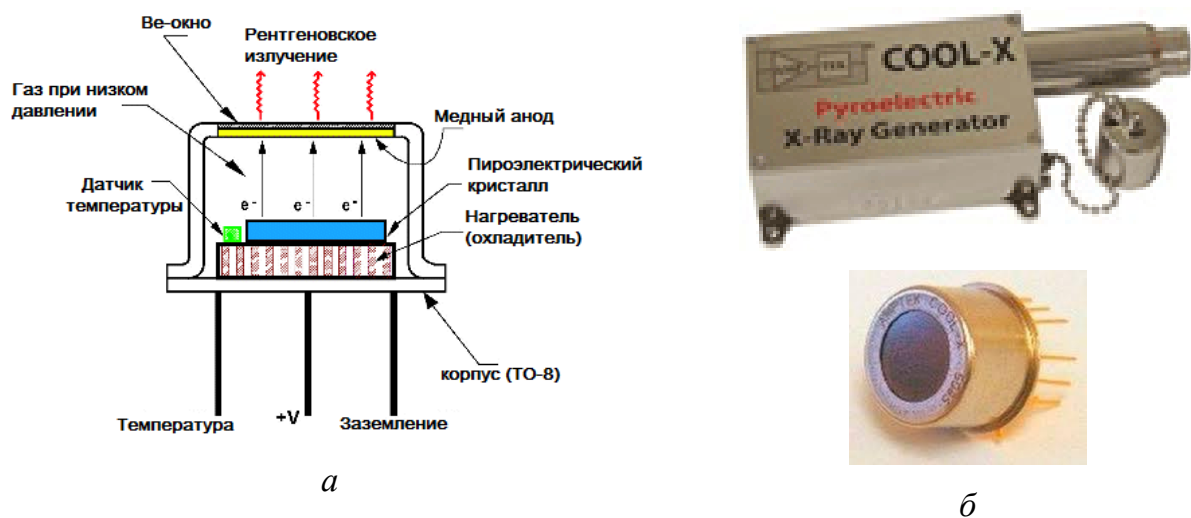 Be-окно
Рентгеновское
излучение
Газ при низком
давлении
Медный анод
Пироэлектрический
кристалл
Датчик
температуры
e-
e-
e-
Нагреватель
(охладитель)
корпус (TO-8)
Температура
+V
Заземление
а
COOL-X
Pyroelectric
X-Ray Generator
AMPTEK COOL-X
б